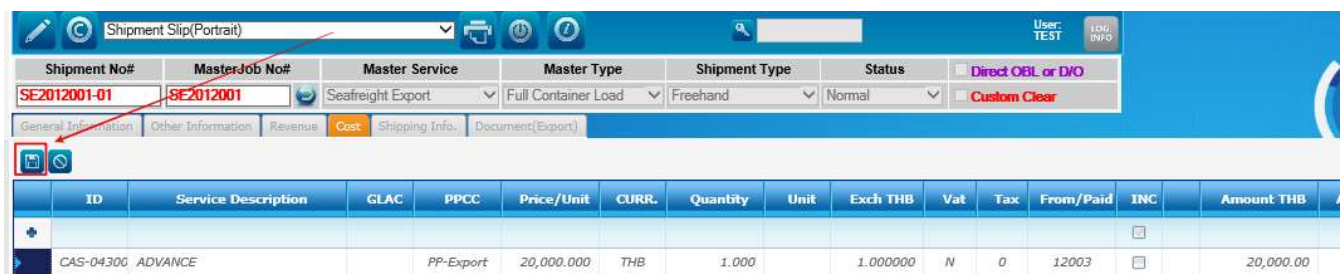 Shipment Slip(Portrait) User: TEST LOG INFO
Shipment No# MasterJob No# Master Service Master Type Shipment Type Status Direct OBL or D/O
SE2012001-01 SE2012001 Seafreight Export Full Container Load Freehand Normal Custom Clear
General Information Other Information Revenue Cost Shipping Info. Document(Export)
ID Service Description GLAC PPCC Price/Unit CURR. Quantity Unit Exch THB Vat Tax From/Paid INC Amount THB
CAS-04300 ADVANCE PP-Export 20,000.000 THB 1.000 1.000000 N 0 12003 20,000.00